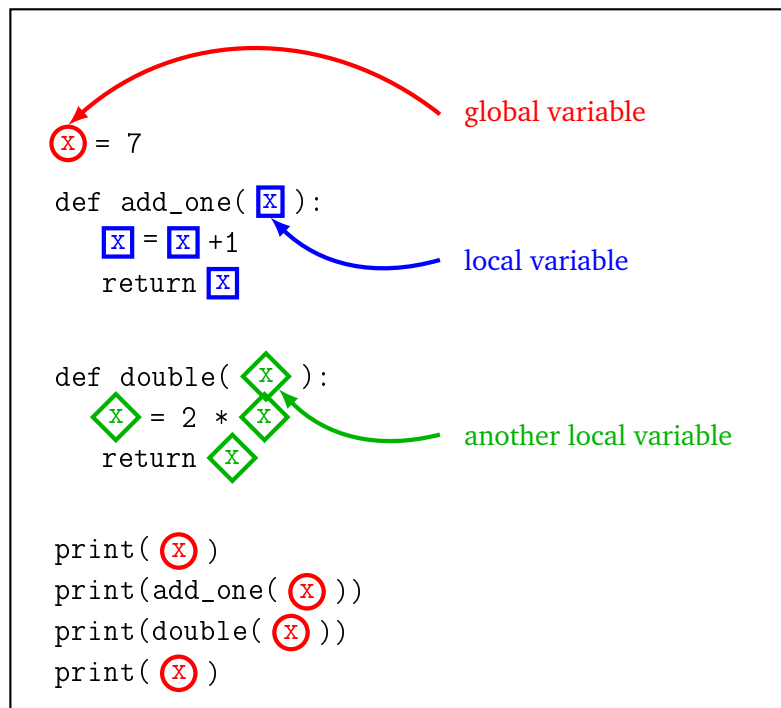 global variable
x = 7
def add_one( x ):
x = x +1
local variable
return x
def double( x ):
x = 2 * x
another local variable
return x
print( x )
print(add_one( x ))
print(double( x ))
print( x )